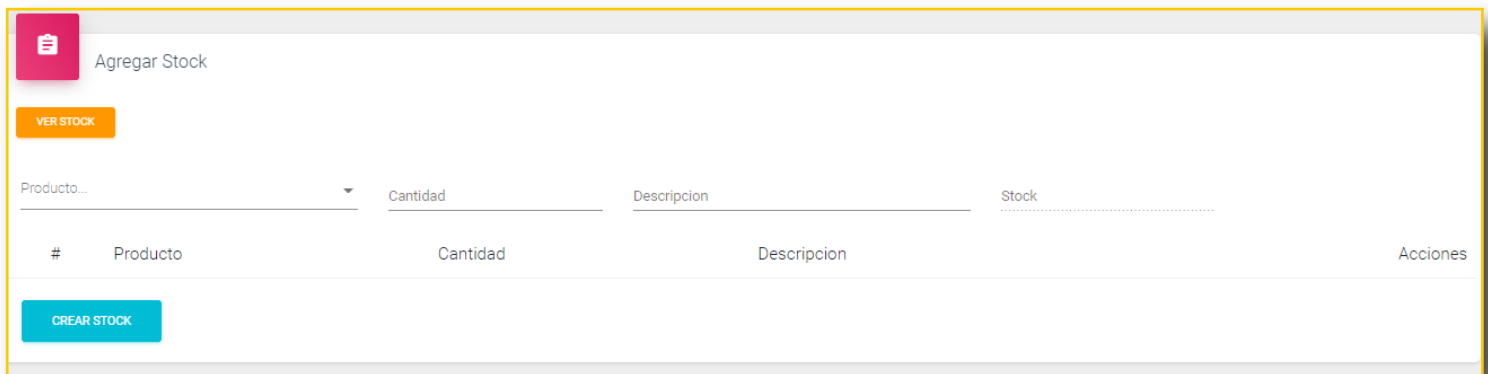 Agregar Stock
VER STOCK
Producto... Cantidad Descripcion Stock
# Producto Cantidad Descripcion Acciones
CREAR STOCK